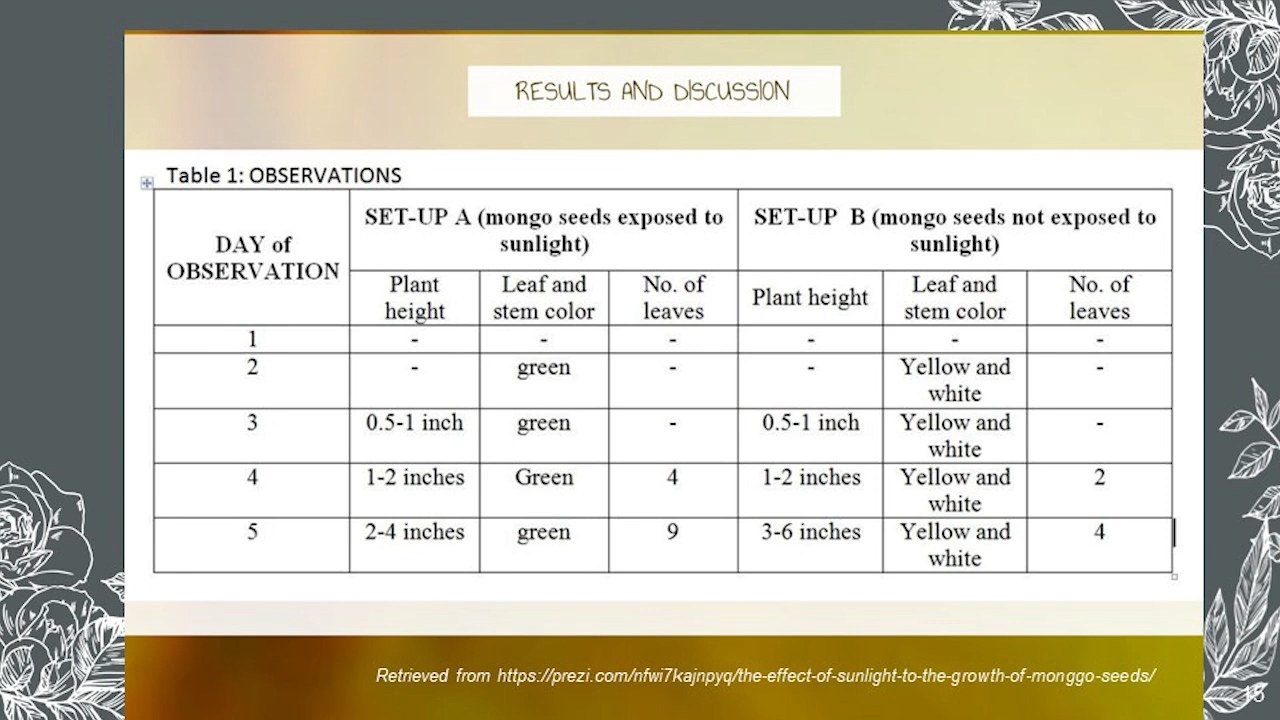 RESULTS AND DISCUSSION
Table 1: OBSERVATIONS
DAY of
OBSERVATION
SET-UP A (mongo seeds exposed to
sunlight)
SET-UP B (mongo seeds not exposed to
sunlight)
Plant
height
Leaf and
stem color
No. of
leaves
Plant height
Leaf and
stem color
No. of
leaves
1 - - - - - -
2 - green - - Yellow and
white
-
3 0.5-1 inch green - 0.5-1 inch Yellow and
white
-
4 1-2 inches Green 4 1-2 inches Yellow and
white
2
5 2-4 inches green 9 3-6 inches Yellow and
white
4
Retrieved from https://prezi.com/nfwi7kajnpyq/the-effect-of-sunlight-to-the-growth-of-monggo-seeds/
15